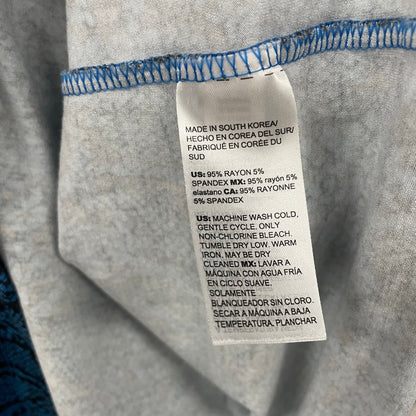 MADE IN SOUTH KOREA/
HECHO EN COREA DEL SUR/
FABRIQUÉ EN CORÉE DU
SUD
US: 95% RAYON 5%
SPANDEX MX: 95% rayón 5%
elastano CA: 95% RAYONNE
5% SPANDEX
US: MACHINE WASH COLD,
GENTLE CYCLE. ONLY
NON-CHLORINE BLEACH.
TUMBLE DRY LOW. WARM
IRON. MAY BE DRY
CLEANED MX: LAVAR A
MÁQUINA CON AGUA FRÍA
EN CICLO SUAVE.
SOLAMENTE
BLANQUEADOR SIN CLORO.
SECAR A MÁQUINA A BAJA
TEMPERATURA, PLANCHAR